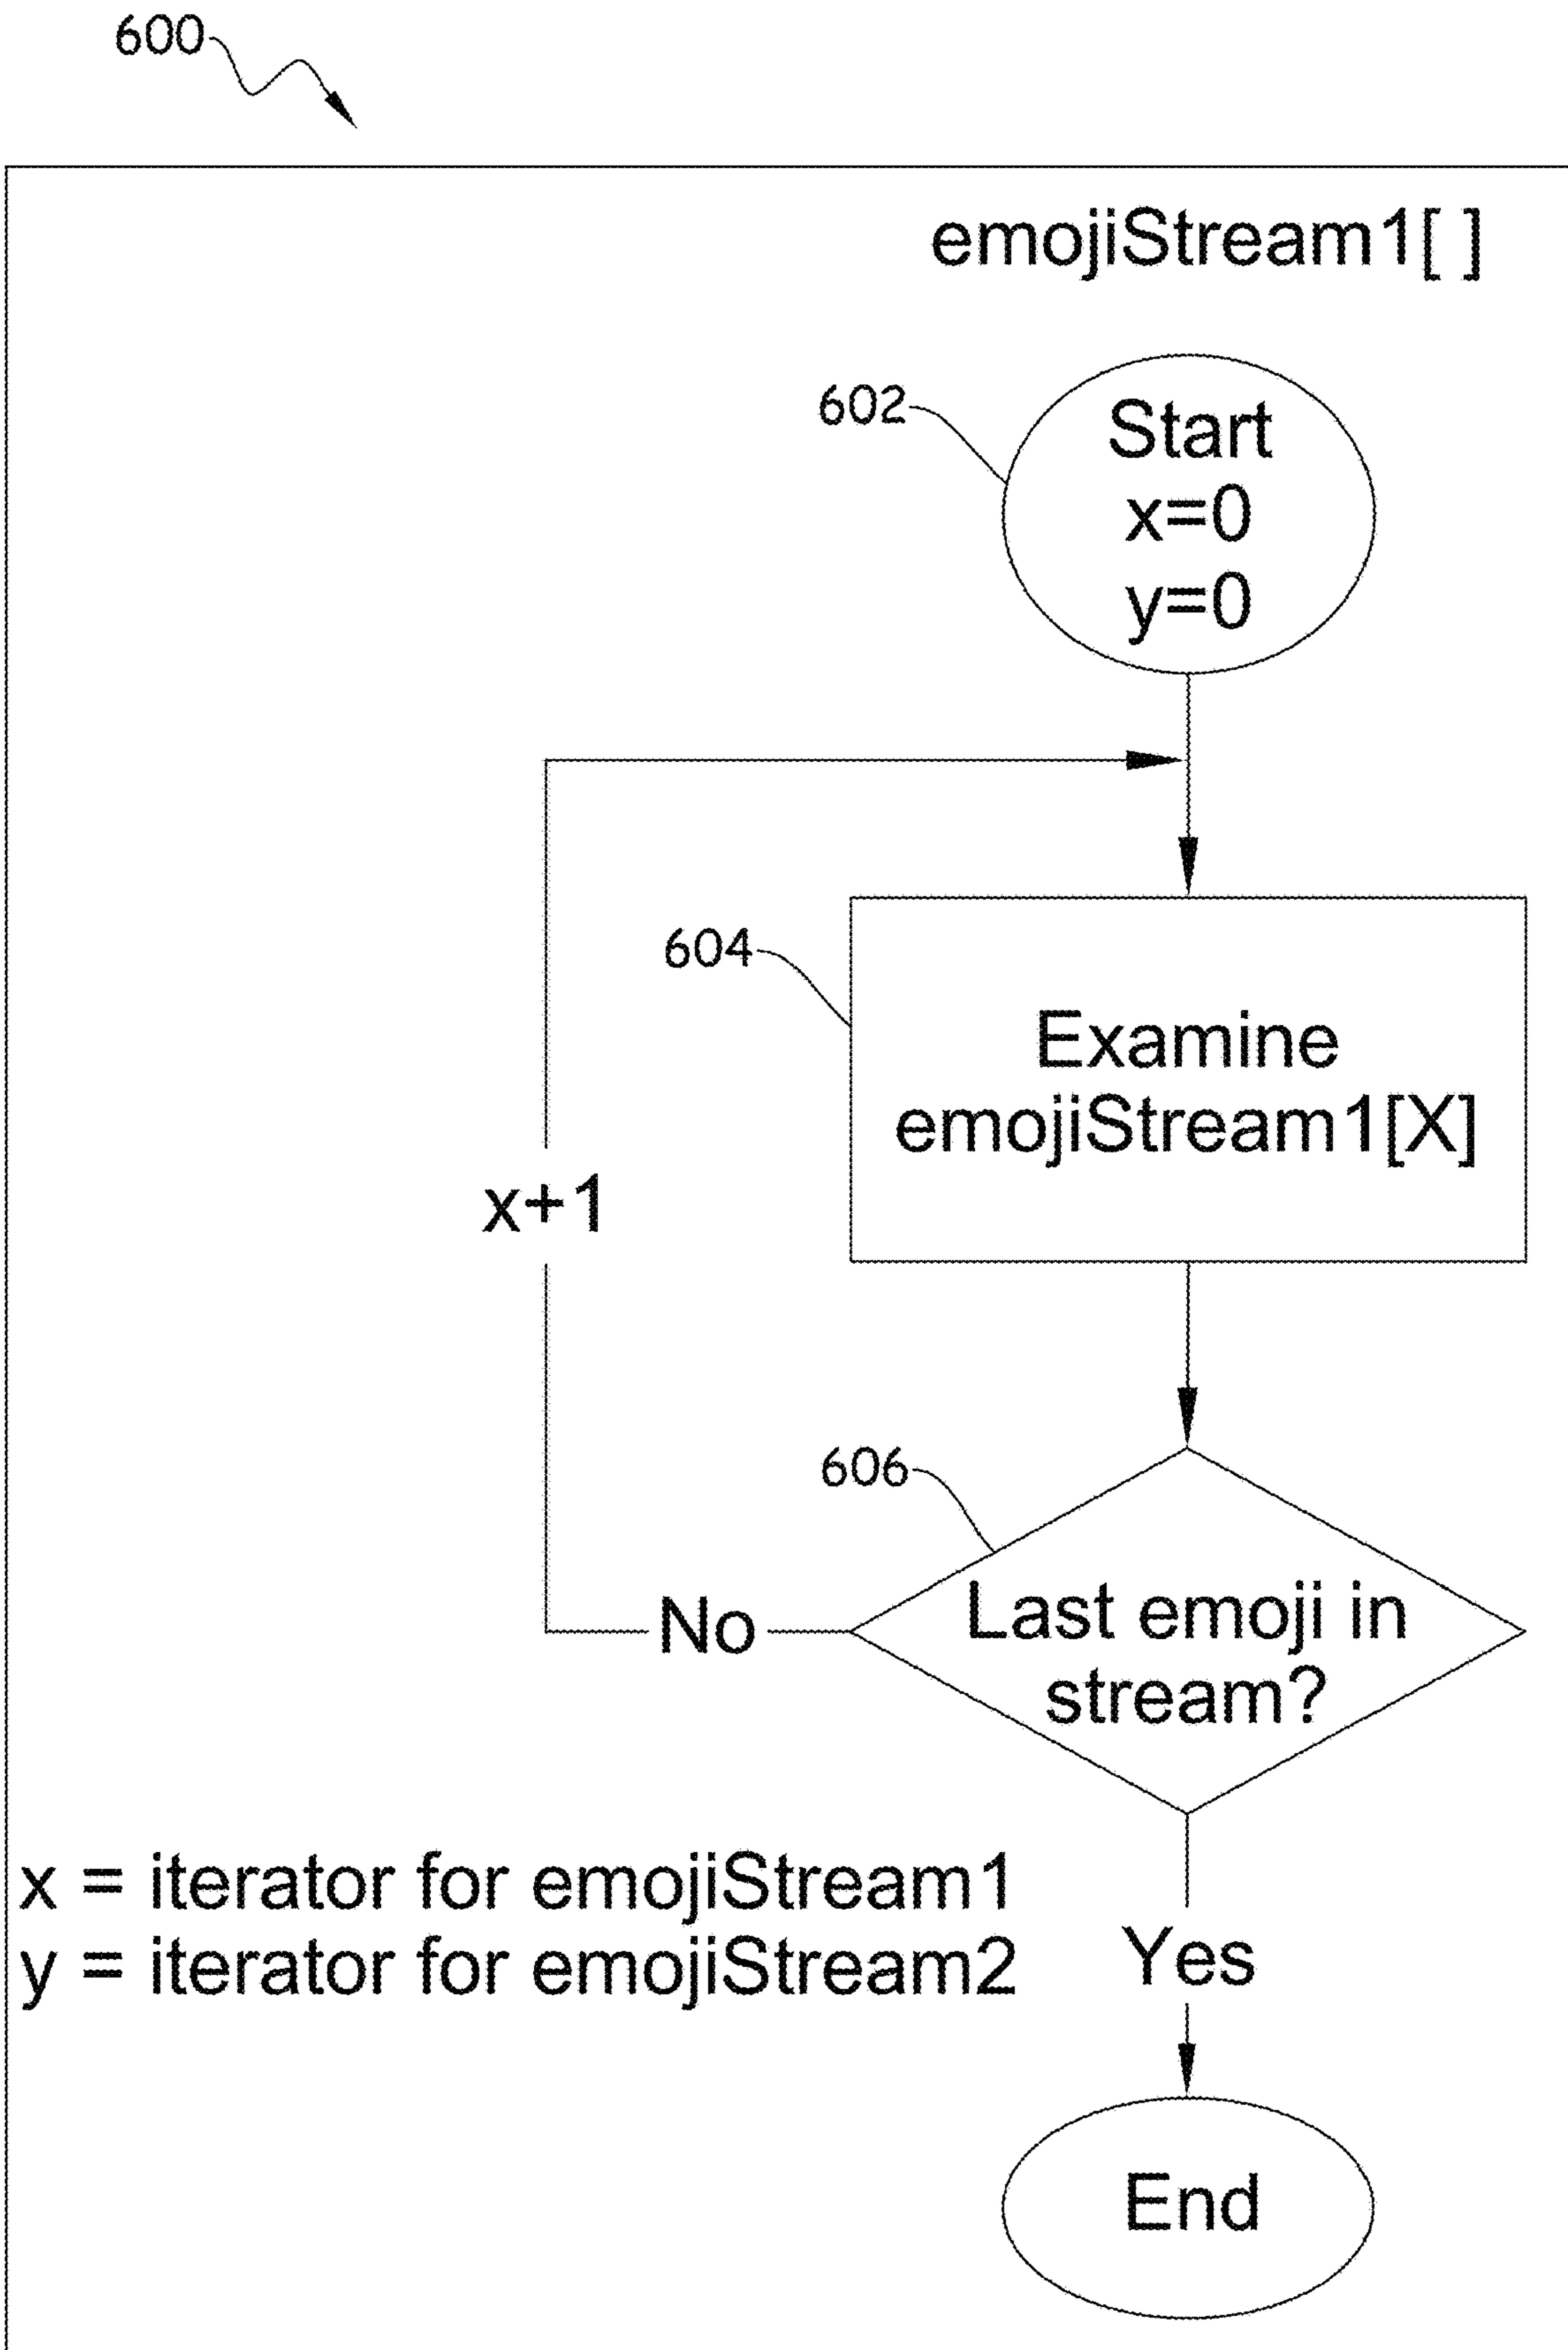 600
emojiStream1[ ]
602
Start
x=0
y=0
604
Examine
emojiStream1[X]
x+1
606
Last emoji in
stream?
No
x = iterator for emojiStream1
y = iterator for emojiStream2
Yes
End